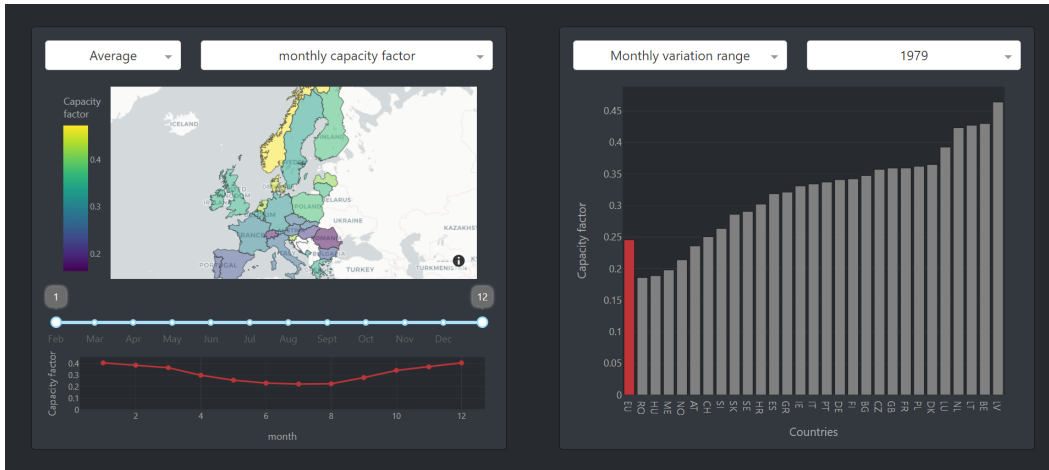 Average
monthly capacity factor
Capacity
factor
0.4
0.3
0.2
ICELAND
FINLAND
SWEDEN
BELARUS
POLAND
UKRAINE
KAZAKHS
FRANCE
ROMANIA
BULGARIA
PORTUGAL
TURKEY
TURKMENIS
1
12
Feb Mar Apr May Jun Jul Aug Sept Oct Nov Dec
Capacity factor
0.4
0.3
0.2
0.1
0
2 4 6 8 10 12
month
Monthly variation range
1979
Capacity factor
0.45
0.4
0.35
0.3
0.25
0.2
0.15
0.1
0.05
0
EU RO HU ME NO AT CH SI SK SE HR ES GR IE IT PT DE FI BG CZ GB FR PL DK LU NL LT BE LV
Countries